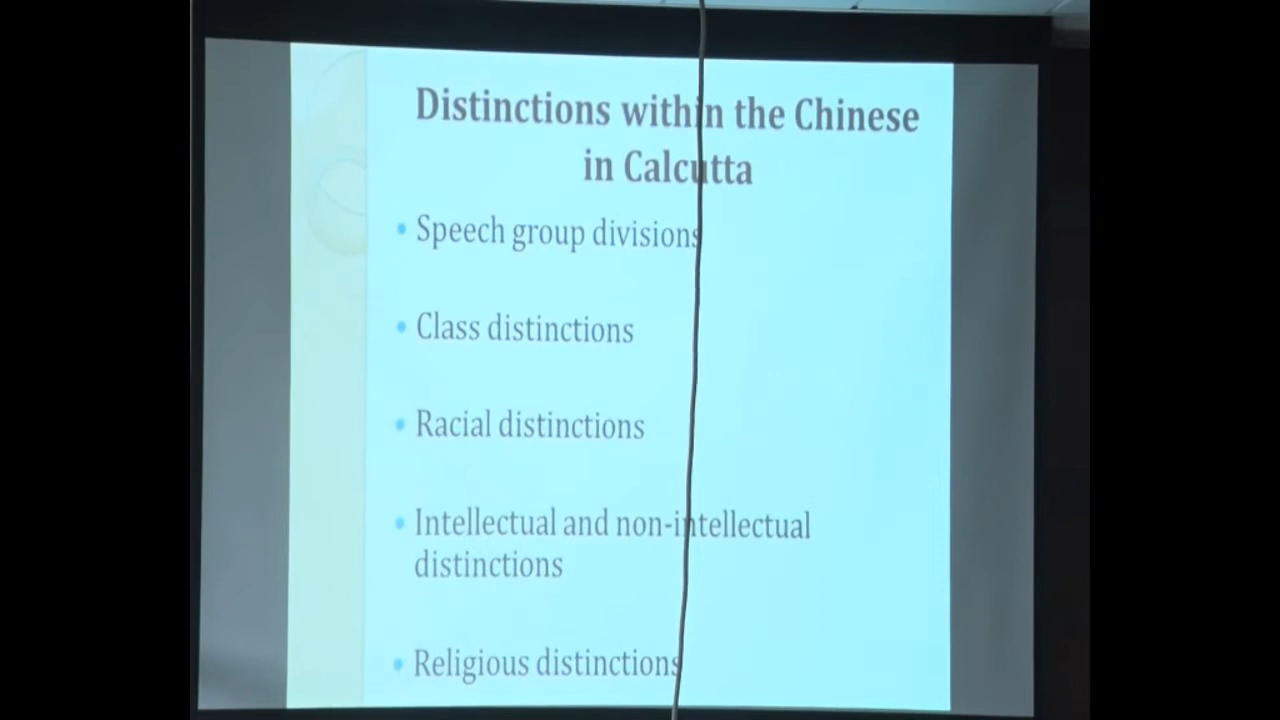 Distinctions within the Chinese
in Calcutta
• Speech group divisions
• Class distinctions
• Racial distinctions
• Intellectual and non-intellectual
distinctions
• Religious distinctions